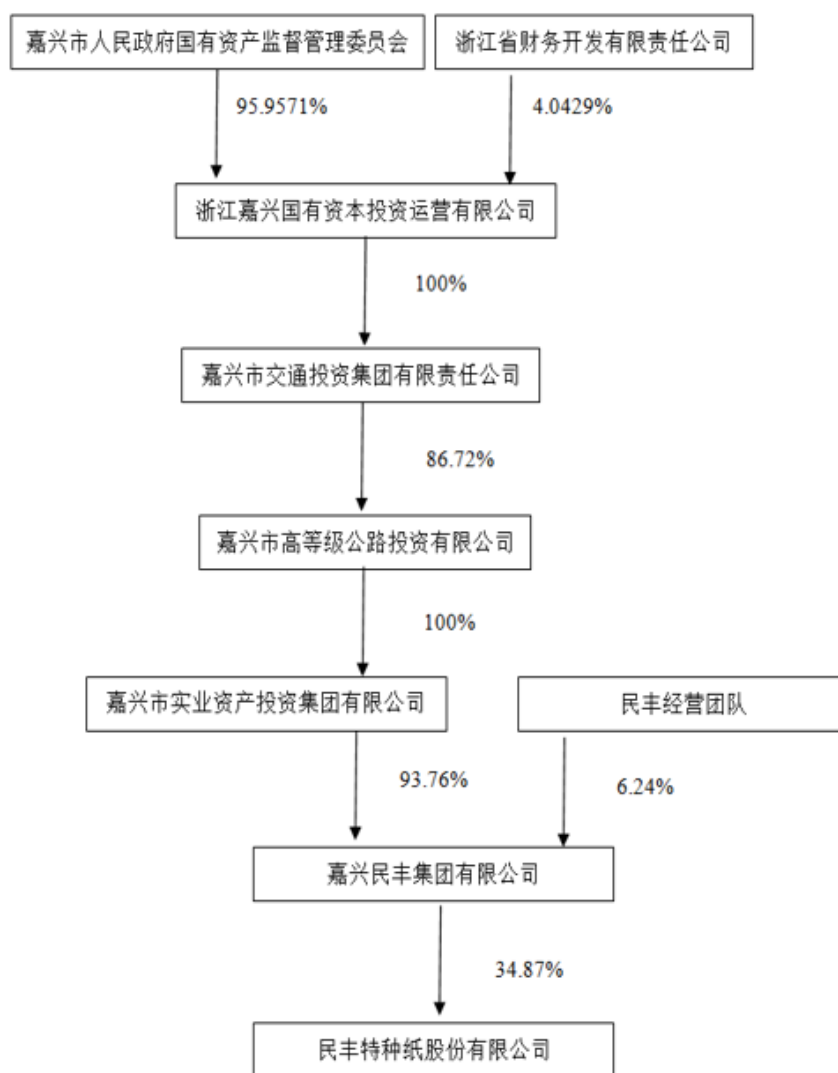 嘉兴市人民政府国有资产监督管理委员会
浙江省财务开发有限责任公司
95.9571%
4.0429%
浙江嘉兴国有资本投资运营有限公司
100%
嘉兴市交通投资集团有限责任公司
86.72%
嘉兴市高等级公路投资有限公司
100%
嘉兴市实业资产投资集团有限公司
民丰经营团队
93.76%
6.24%
嘉兴民丰集团有限公司
34.87%
民丰特种纸股份有限公司